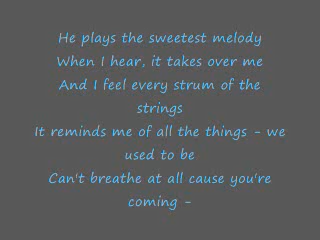 He plays the sweetest melody
When I hear, it takes over me
And I feel every strum of the
strings
It reminds me of all the things - we
used to be
Can't breathe at all cause you're
coming -